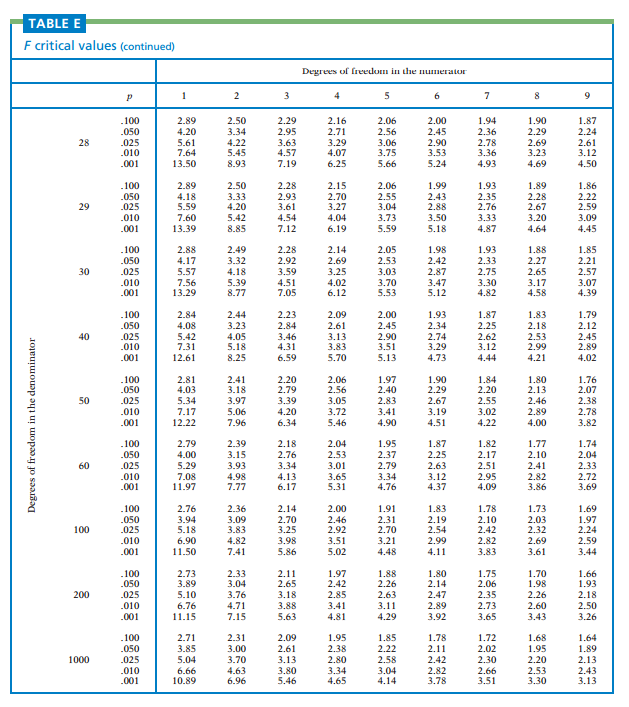 TABLE E
F critical values (continued)
Degrees of freedom in the numerator
p 1 2 3 4 5 6 7 8 9
.100 2.89 2.50 2.29 2.16 2.06 2.00 1.94 1.90 1.87
.050 4.20 3.34 2.95 2.71 2.56 2.45 2.36 2.29 2.24
28 .025 5.61 4.22 3.63 3.29 3.06 2.90 2.78 2.69 2.61
.010 7.64 5.45 4.57 4.07 3.75 3.53 3.36 3.23 3.12
.001 13.50 8.93 7.19 6.25 5.66 5.24 4.93 4.69 4.50
.100 2.89 2.50 2.28 2.15 2.06 1.99 1.93 1.89 1.86
.050 4.18 3.33 2.93 2.70 2.55 2.43 2.35 2.28 2.22
29 .025 5.59 4.20 3.61 3.27 3.04 2.88 2.76 2.67 2.59
.010 7.60 5.42 4.54 4.04 3.73 3.50 3.33 3.20 3.09
.001 13.39 8.85 7.12 6.19 5.59 5.18 4.87 4.64 4.45
.100 2.88 2.49 2.28 2.14 2.05 1.98 1.93 1.88 1.85
.050 4.17 3.32 2.92 2.69 2.53 2.42 2.33 2.27 2.21
30 .025 5.57 4.18 3.59 3.25 3.03 2.87 2.75 2.65 2.57
.010 7.56 5.39 4.51 4.02 3.70 3.47 3.30 3.17 3.07
.001 13.29 8.77 7.05 6.12 5.53 5.12 4.82 4.58 4.39
.100 2.84 2.44 2.23 2.09 2.00 1.93 1.87 1.83 1.79
.050 4.08 3.23 2.84 2.61 2.45 2.34 2.25 2.18 2.12
40 .025 5.42 4.05 3.46 3.13 2.90 2.74 2.62 2.53 2.45
.010 7.31 5.18 4.31 3.83 3.51 3.29 3.12 2.99 2.89
.001 12.61 8.25 6.59 5.70 5.13 4.73 4.44 4.21 4.02
.100 2.81 2.41 2.20 2.06 1.97 1.90 1.84 1.80 1.76
.050 4.03 3.18 2.79 2.56 2.40 2.29 2.20 2.13 2.07
50 .025 5.34 3.97 3.39 3.05 2.83 2.67 2.55 2.46 2.38
.010 7.17 5.06 4.20 3.72 3.41 3.19 3.02 2.89 2.78
.001 12.22 7.96 6.34 5.46 4.90 4.51 4.22 4.00 3.82
.100 2.79 2.39 2.18 2.04 1.95 1.87 1.82 1.77 1.74
.050 4.00 3.15 2.76 2.53 2.37 2.25 2.17 2.10 2.04
60 .025 5.29 3.93 3.34 3.01 2.79 2.63 2.51 2.41 2.33
.010 7.08 4.98 4.13 3.65 3.34 3.12 2.95 2.82 2.72
.001 11.97 7.77 6.17 5.31 4.76 4.37 4.09 3.86 3.69
.100 2.76 2.36 2.14 2.00 1.91 1.83 1.78 1.73 1.69
.050 3.94 3.09 2.70 2.46 2.31 2.19 2.10 2.03 1.97
100 .025 5.18 3.83 3.25 2.92 2.70 2.54 2.42 2.32 2.24
.010 6.90 4.82 3.98 3.51 3.21 2.99 2.82 2.69 2.59
.001 11.50 7.41 5.86 5.02 4.48 4.11 3.83 3.61 3.44
.100 2.73 2.33 2.11 1.97 1.88 1.80 1.75 1.70 1.66
.050 3.89 3.04 2.65 2.42 2.26 2.14 2.06 1.98 1.93
200 .025 5.10 3.76 3.18 2.85 2.63 2.47 2.35 2.26 2.18
.010 6.76 4.71 3.88 3.41 3.11 2.89 2.73 2.60 2.50
.001 11.15 7.15 5.63 4.81 4.29 3.92 3.65 3.43 3.26
.100 2.71 2.31 2.09 1.95 1.85 1.78 1.72 1.68 1.64
.050 3.85 3.00 2.61 2.38 2.22 2.11 2.02 1.95 1.89
1000 .025 5.04 3.70 3.13 2.80 2.58 2.42 2.30 2.20 2.13
.010 6.66 4.63 3.80 3.34 3.04 2.82 2.66 2.53 2.43
.001 10.89 6.96 5.46 4.65 4.14 3.78 3.51 3.30 3.13
Degrees of freedom in the denominator